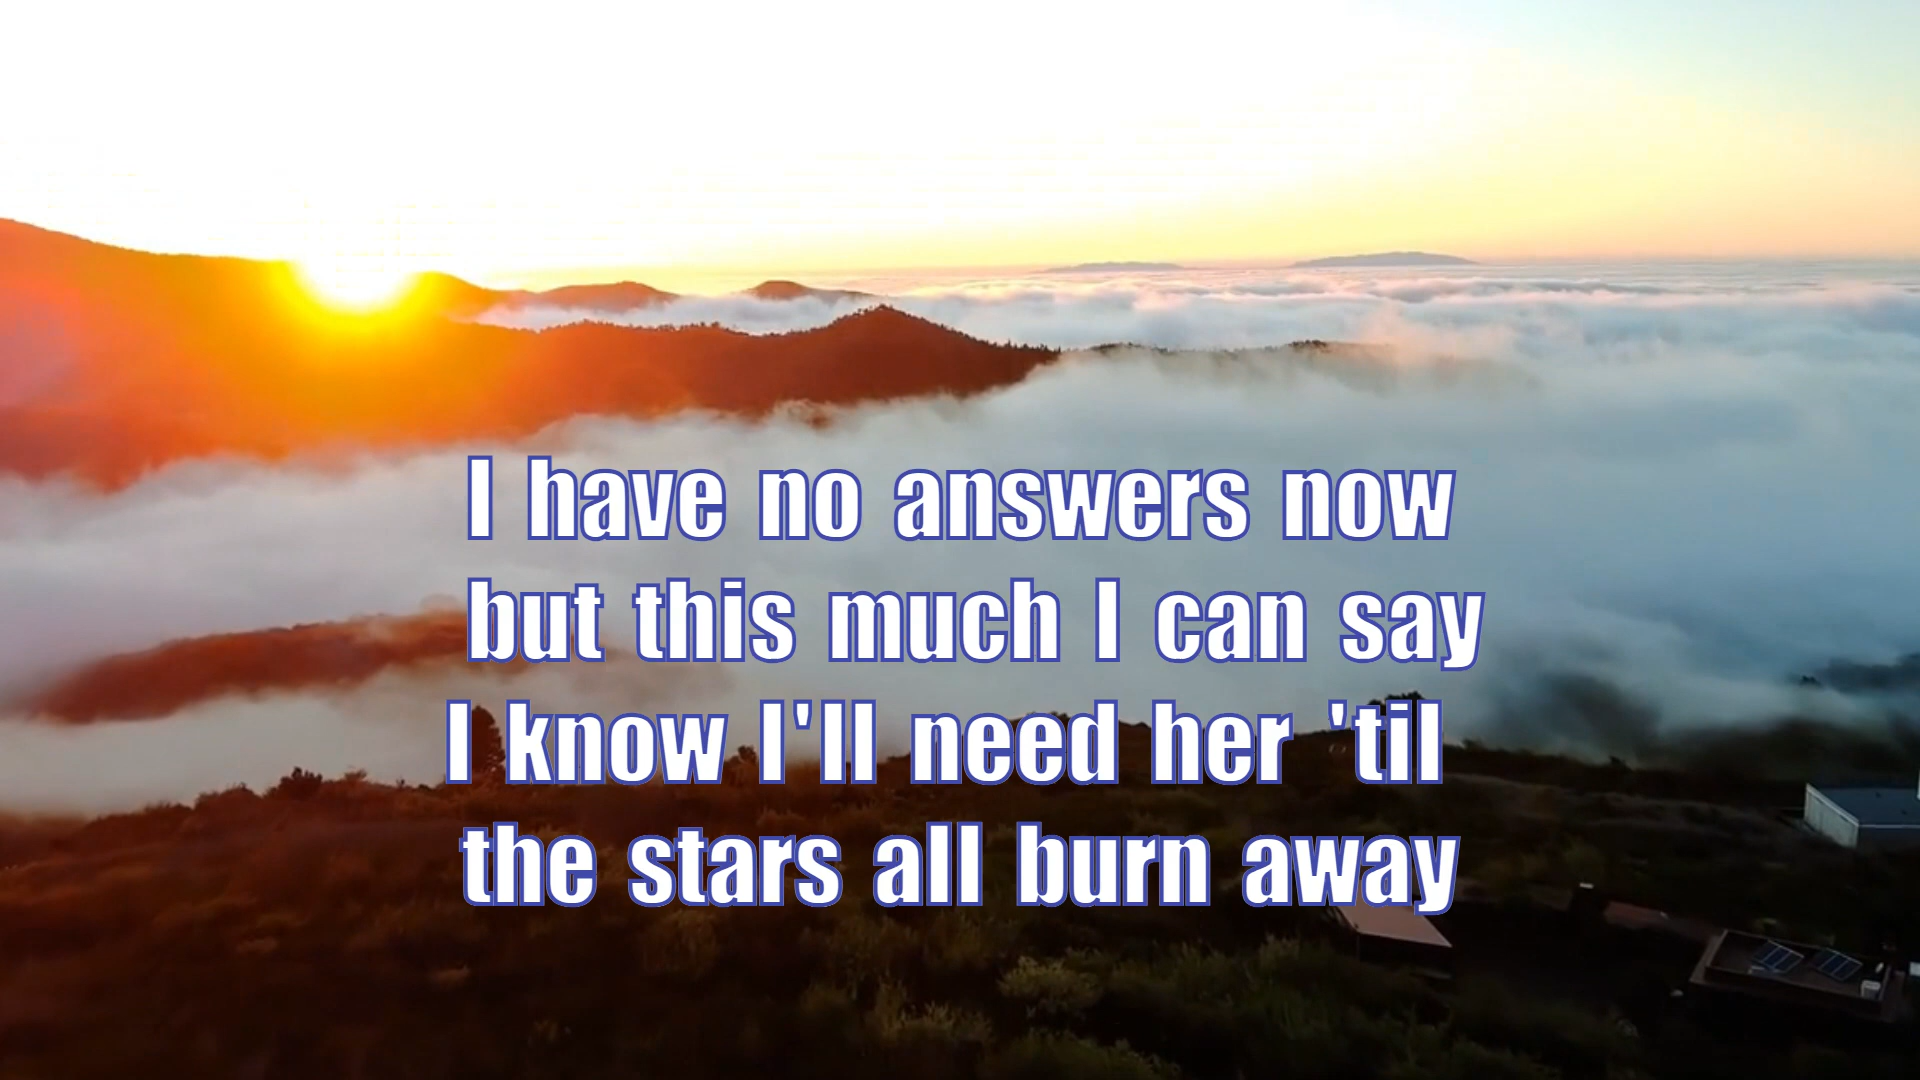 I have no answers now
but this much I can say
I know I'll need her 'til
the stars all burn away